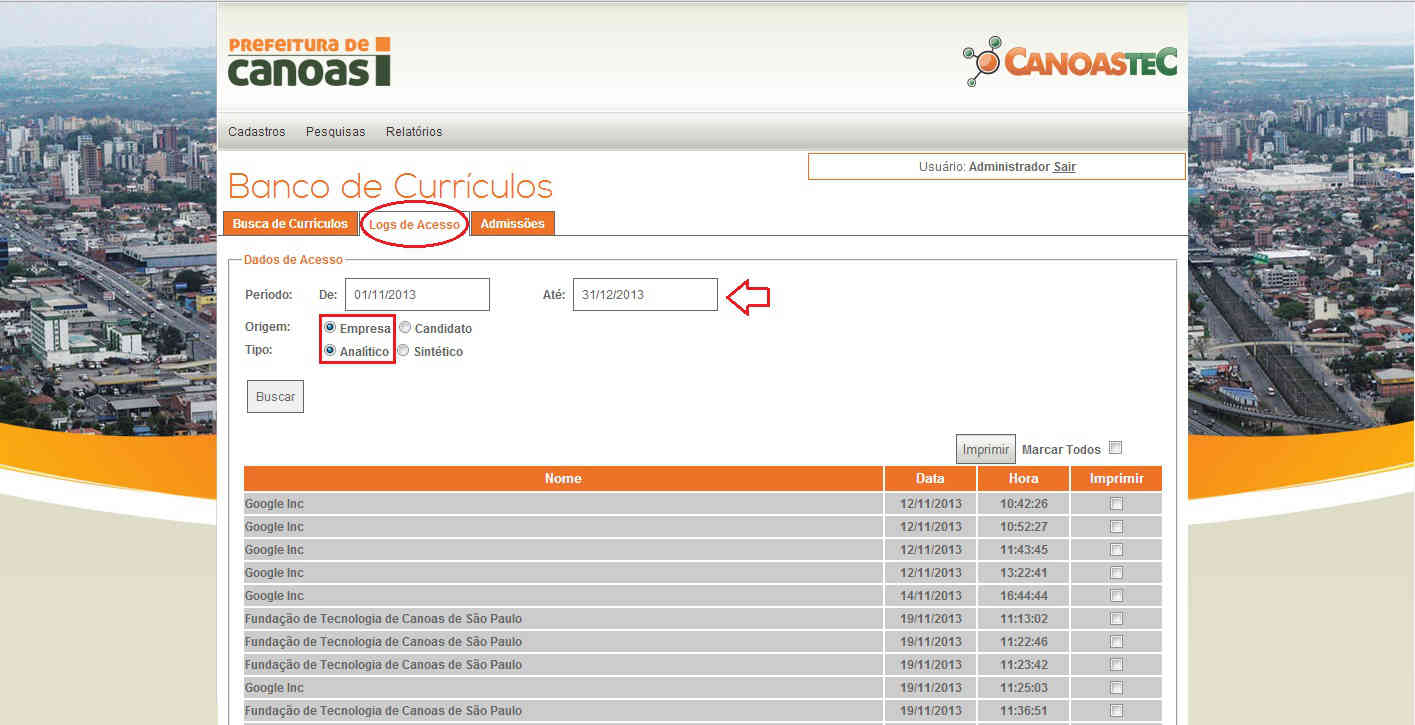 PREFEITURA DE
canoas
CANOASTEC
Cadastros Pesquisas Relatórios
Usuário: Administrador Sair
Banco de Currículos
Busca de Currículos Logs de Acesso Admissões
Dados de Acesso
Período: De: 01/11/2013 Até: 31/12/2013
Origem: Empresa Candidato
Tipo: Analítico Sintético
Buscar
Imprimir Marcar Todos
Nome Data Hora Imprimir
Google Inc 12/11/2013 10:42:26
Google Inc 12/11/2013 10:52:27
Google Inc 12/11/2013 11:43:45
Google Inc 12/11/2013 13:22:41
Google Inc 14/11/2013 16:44:44
Fundação de Tecnologia de Canoas de São Paulo 19/11/2013 11:13:02
Fundação de Tecnologia de Canoas de São Paulo 19/11/2013 11:22:46
Fundação de Tecnologia de Canoas de São Paulo 19/11/2013 11:23:42
Google Inc 19/11/2013 11:25:03
Fundação de Tecnologia de Canoas de São Paulo 19/11/2013 11:36:51